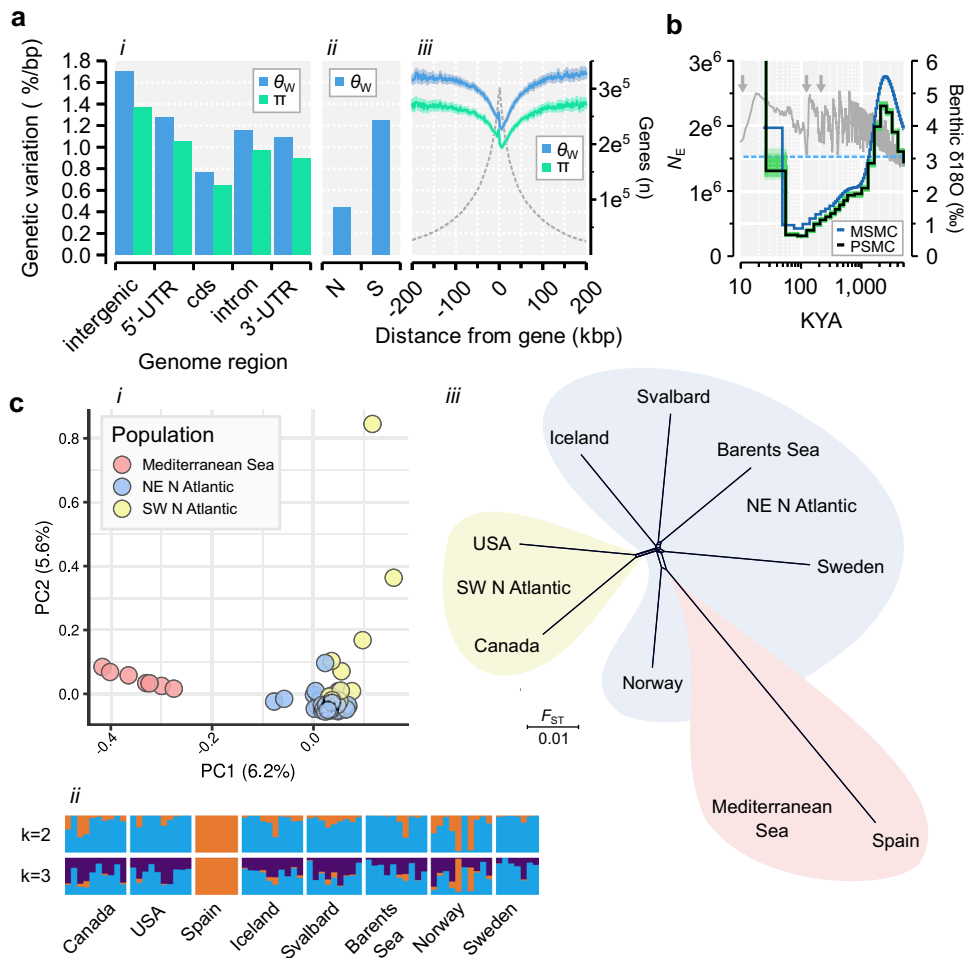 a
i
ii
iii
Genetic variation ( %/bp)
1.8
1.6
1.4
1.2
1.0
0.8
0.6
0.4
0.2
0.0
θW
π
θW
θW
π
intergenic
5′-UTR
cds
intron
3′-UTR
Genome region
N
S
-200
-100
0
100
200
Distance from gene (kbp)
3e5
2e5
1e5
Genes (n)
b
NE
3e6
2e6
1e6
0
10
100
1,000
KYA
6
5
4
3
2
1
0
Benthic δ18O (‰)
MSMC
PSMC
c
i
PC2 (5.6%)
0.8
0.6
0.4
0.2
0.0
-0.4
-0.2
0.0
PC1 (6.2%)
Population
Mediterranean Sea
NE N Atlantic
SW N Atlantic
ii
k=2
k=3
Canada
USA
Spain
Iceland
Svalbard
Barents
Sea
Norway
Sweden
iii
Svalbard
Iceland
Barents Sea
NE N Atlantic
USA
Sweden
SW N Atlantic
Canada
Norway
FST
0.01
Mediterranean
Sea
Spain